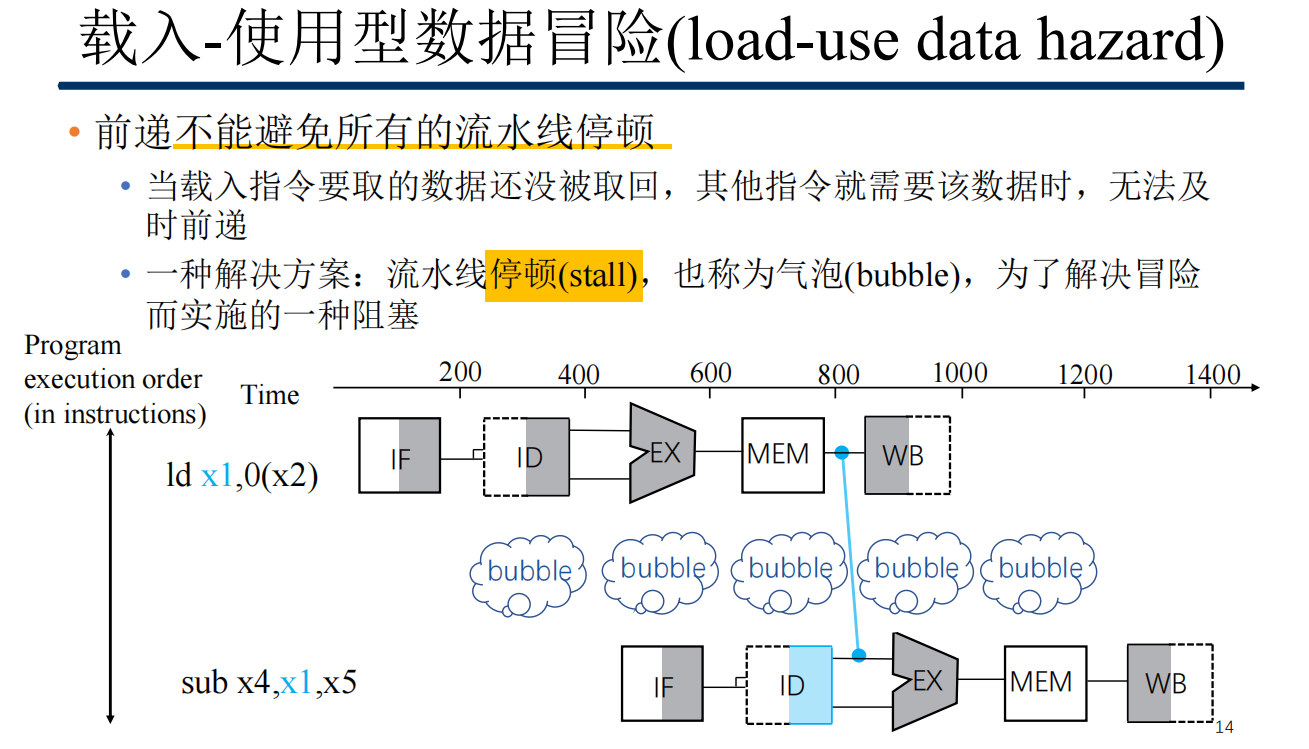 载入-使用型数据冒险(load-use data hazard)
• 前递不能避免所有的流水线停顿
• 当载入指令要取的数据还没被取回，其他指令就需要该数据时，无法及
时前递
• 一种解决方案：流水线停顿(stall)，也称为气泡(bubble)，为了解决冒险
而实施的一种阻塞
Program
execution order
(in instructions)
Time
200 400 600 800 1000 1200 1400
ld x1,0(x2)
IF ID EX MEM WB
bubble bubble bubble bubble bubble
sub x4,x1,x5
IF ID EX MEM WB
14